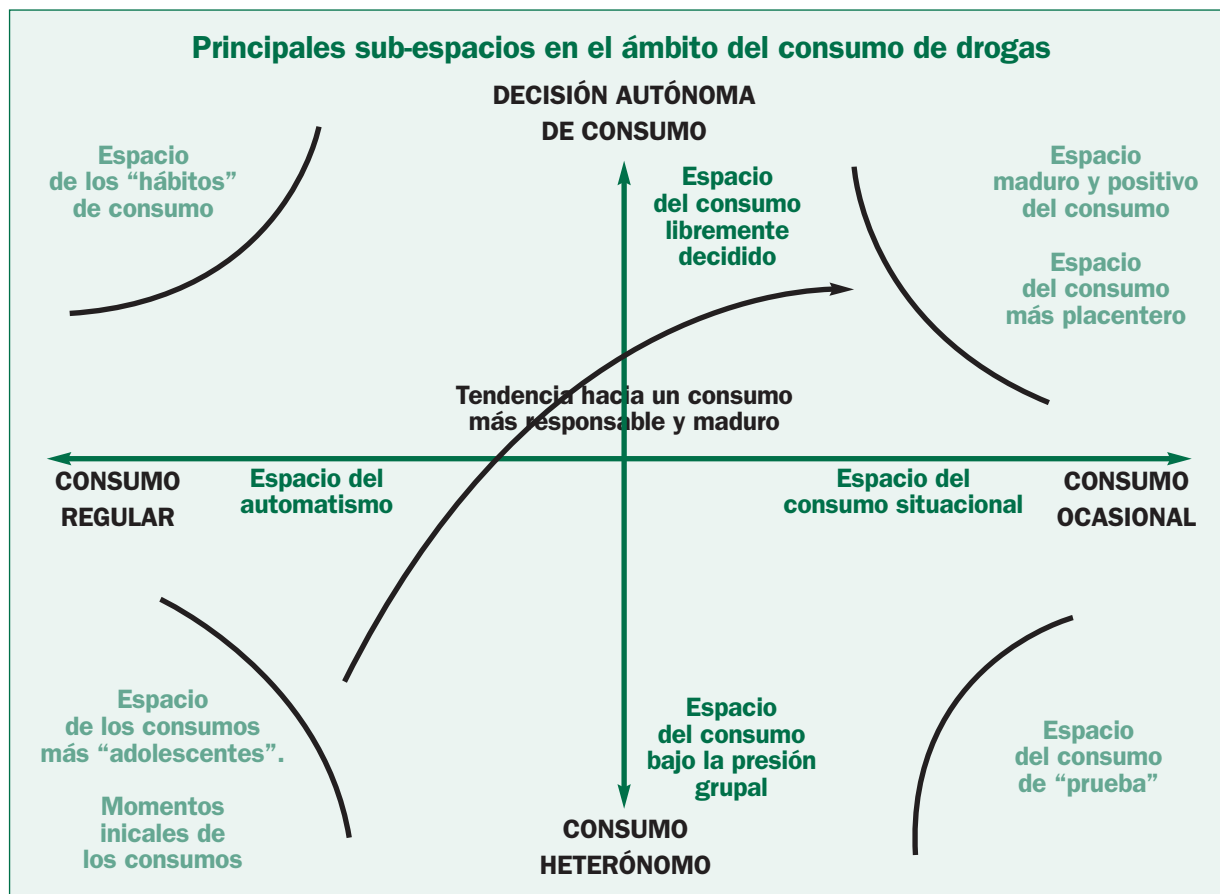 Principales sub-espacios en el ámbito del consumo de drogas
DECISIÓN AUTÓNOMA
DE CONSUMO
Espacio
de los “hábitos”
de consumo
Espacio
del consumo
libremente
decidido
Espacio
maduro y positivo
del consumo
Espacio
del consumo
más placentero
Tendencia hacia un consumo
más responsable y maduro
CONSUMO
REGULAR
Espacio del
automatismo
Espacio del
consumo situacional
CONSUMO
OCASIONAL
Espacio
de los consumos
más “adolescentes”.
Momentos
inicales de
los consumos
Espacio
del consumo
bajo la presión
grupal
Espacio
del consumo
de “prueba”
CONSUMO
HETERÓNOMO